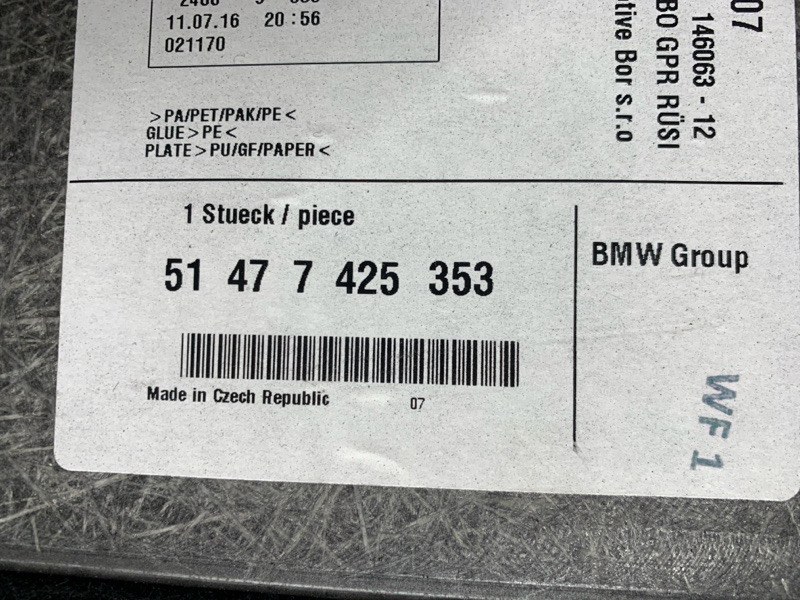 11.07.16 20:56
021170
>PA/PET/PAK/PE<
GLUE>PE<
PLATE>PU/GF/PAPER<
07
146063 - 12
BO GPR RÜSI
tive Bor s.r.o
1 Stueck / piece
51 47 7 425 353
Made in Czech Republic 07
BMW Group
WF 1